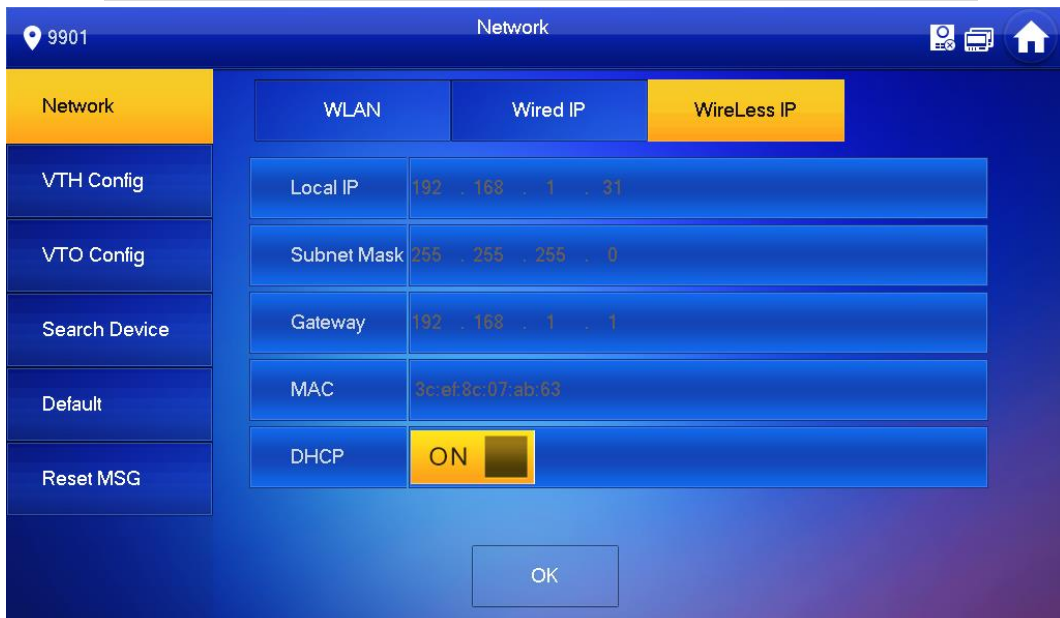 9901
Network
Network
VTH Config
VTO Config
Search Device
Default
Reset MSG
WLAN
Wired IP
WireLess IP
Local IP 192 . 168 . 1 . 31
Subnet Mask 255 . 255 . 255 . 0
Gateway 192 . 168 . 1 . 1
MAC 3c:ef:8c:07:ab:63
DHCP ON
OK